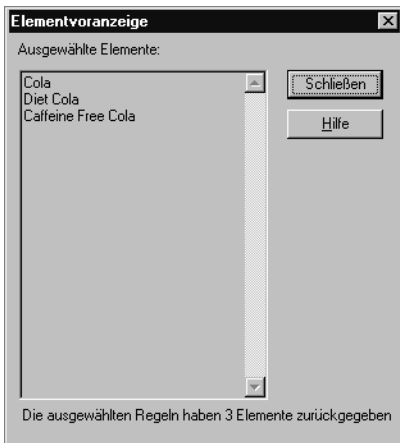 Elementvoranzeige
Ausgewählte Elemente:
Cola
Diet Cola
Caffeine Free Cola
Schließen
Hilfe
Die ausgewählten Regeln haben 3 Elemente zurückgegeben